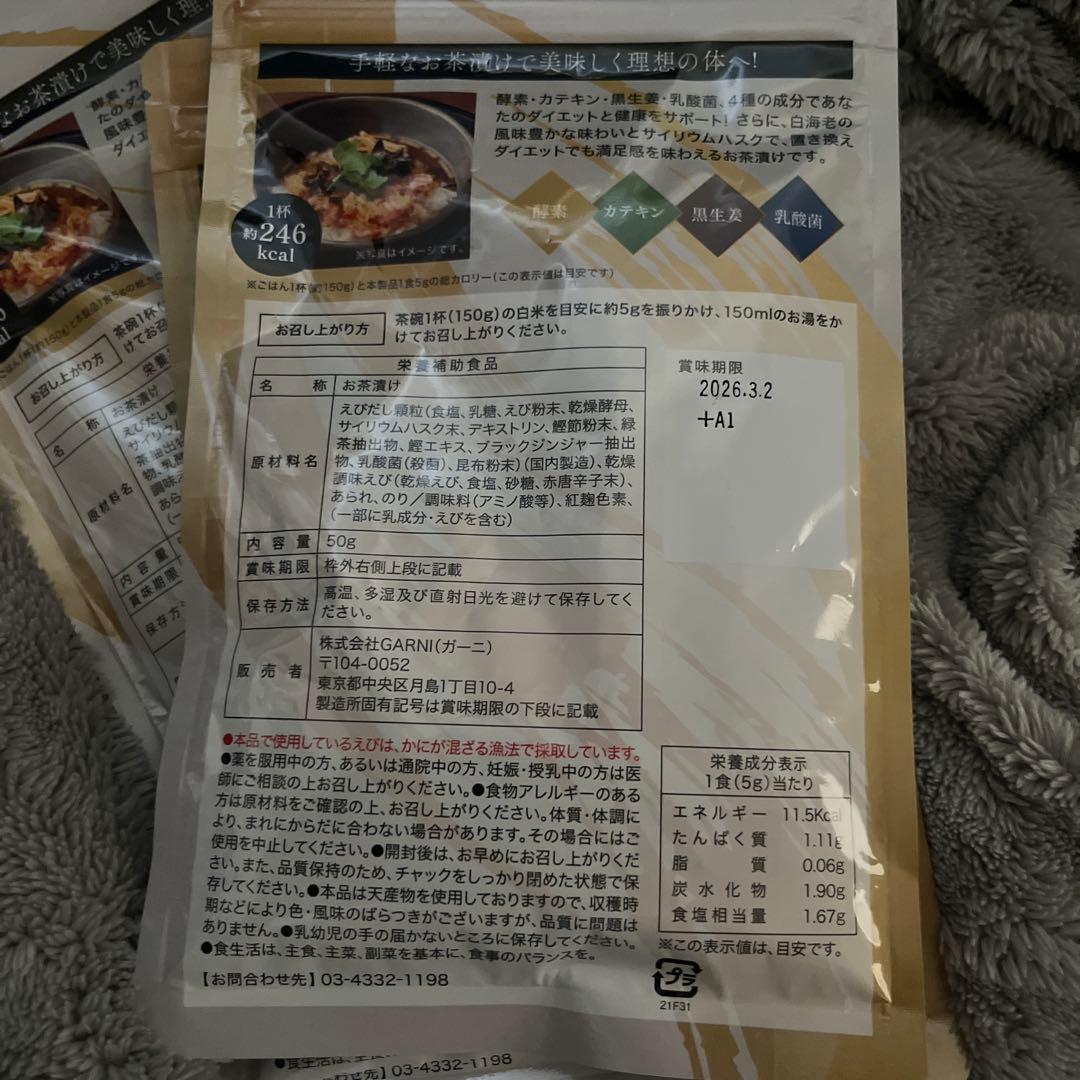 手軽なお茶漬けで美味しく理想の体へ!
酵素・カテキン・黒生姜・乳酸菌、4種の成分であな
たのダイエットと健康をサポート! さらに、白海老の
風味豊かな味わいとサイリウムハスクで、置き換え
ダイエットでも満足感を味わえるお茶漬けです。
1杯
約246
kcal
※写真はイメージです。
酵素
カテキン
黒生姜
乳酸菌
※ごはん1杯(約150g)と本製品1食5gの総カロリー(この表示値は目安です)
お召し上がり方
茶碗1杯(150g)の白米を目安に約5gを振りかけ、150mlのお湯をか
けてお召し上がりください。
栄養補助食品
名称 お茶漬け
原材料名
えびだし顆粒(食塩、乳糖、えび粉末、乾燥酵母、
サイリウムハスク末、デキストリン、鰹節粉末、緑
茶抽出物、鰹エキス、ブラックジンジャー抽出
物、乳酸菌(殺菌)、昆布粉末)(国内製造)、乾燥
調味えび(乾燥えび、食塩、砂糖、赤唐辛子末)、
あられ、のり/調味料(アミノ酸等)、紅麹色素、
(一部に乳成分・えびを含む)
内容量 50g
賞味期限 枠外右側上段に記載
保存方法
高温、多湿及び直射日光を避けて保存してく
ださい。
販売者
株式会社GARNI(ガーニ)
〒104-0052
東京都中央区月島1丁目10-4
製造所固有記号は賞味期限の下段に記載
賞味期限
2026.3.2
+A1
●本品で使用しているえびは、かにが混ざる漁法で採取しています。
●薬を服用中の方、あるいは通院中の方、妊娠・授乳中の方は医
師にご相談の上お召し上がりください。●食物アレルギーのある
方は原材料をご確認の上、お召し上がりください。体質・体調に
より、まれにからだに合わない場合があります。その場合にはご
使用を中止してください。●開封後は、お早めにお召し上がりくだ
さい。また、品質保持のため、チャックをしっかり閉めた状態で保
存してください。●本品は天産物を使用しておりますので、収穫時
期などにより色・風味のばらつきがございますが、品質に問題は
ありません。●乳幼児の手の届かないところに保存してください。
●食生活は、主食、主菜、副菜を基本に、食事のバランスを。
【お問合わせ先】03-4332-1198
栄養成分表示
1食(5g)当たり
エネルギー 11.5Kcal
たんぱく質 1.11g
脂質 0.06g
炭水化物 1.90g
食塩相当量 1.67g
※この表示値は、目安です。
プラ
21F31